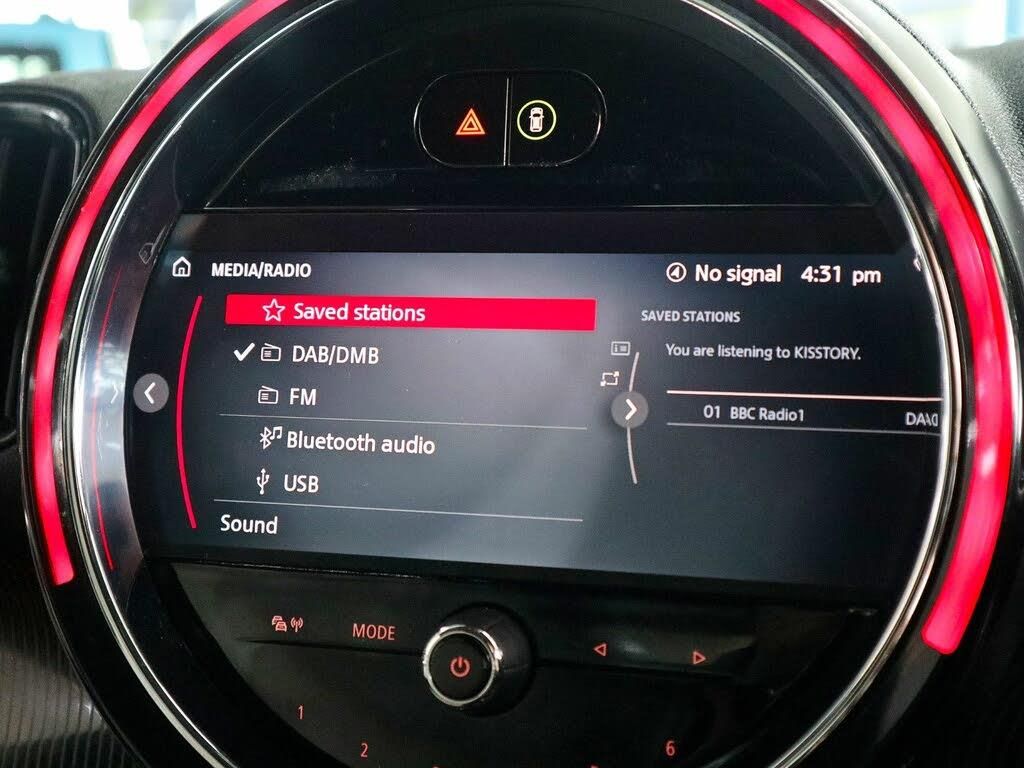 MEDIA/RADIO
No signal 4:31 pm
Saved stations
DAB/DMB
FM
Bluetooth audio
USB
Sound
SAVED STATIONS
You are listening to KISSTORY.
01 BBC Radio1
MODE
1
2
6